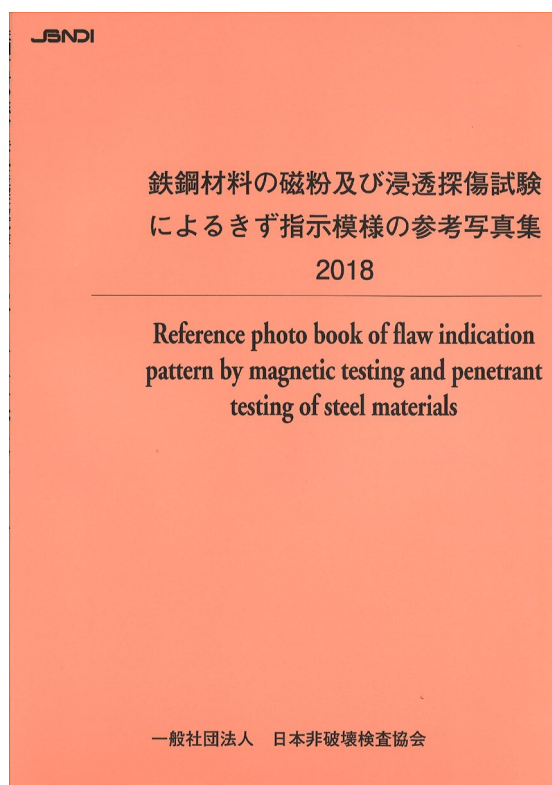 JSNDI
鉄鋼材料の磁粉及び浸透探傷試験
によるきず指示模様の参考写真集
2018
Reference photo book of flaw indication
pattern by magnetic testing and penetrant
testing of steel materials
一般社団法人 日本非破壊検査協会